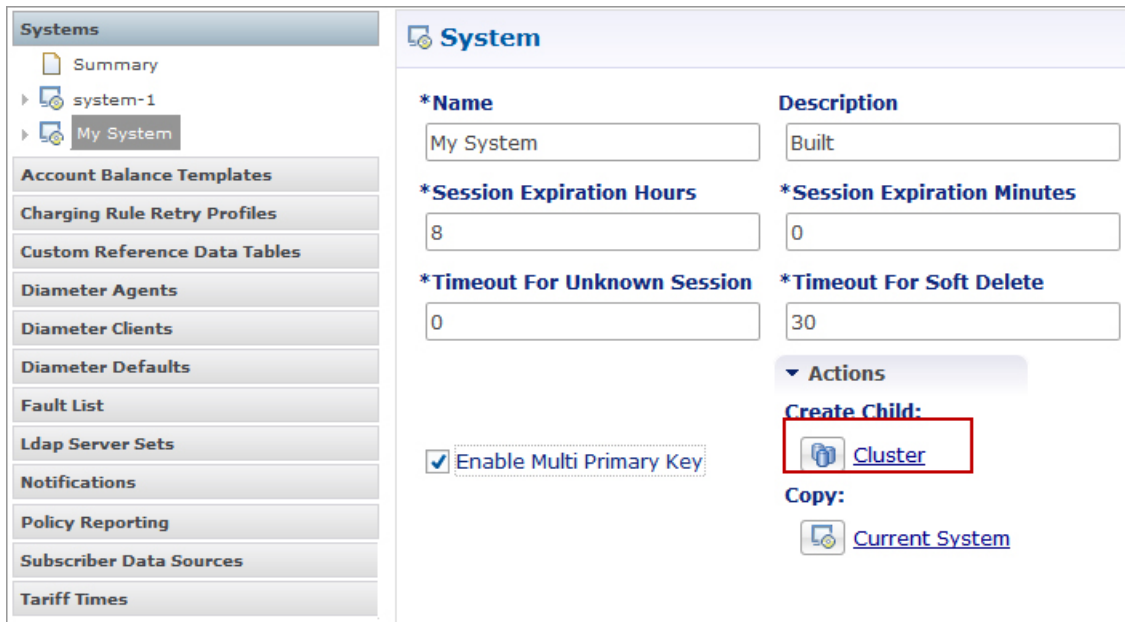 Systems
Summary
system-1
My System
Account Balance Templates
Charging Rule Retry Profiles
Custom Reference Data Tables
Diameter Agents
Diameter Clients
Diameter Defaults
Fault List
Ldap Server Sets
Notifications
Policy Reporting
Subscriber Data Sources
Tariff Times
System
*Name
Description
My System
Built
*Session Expiration Hours
*Session Expiration Minutes
8
0
*Timeout For Unknown Session
*Timeout For Soft Delete
0
30
Actions
Create Child:
Enable Multi Primary Key
Cluster
Copy:
Current System